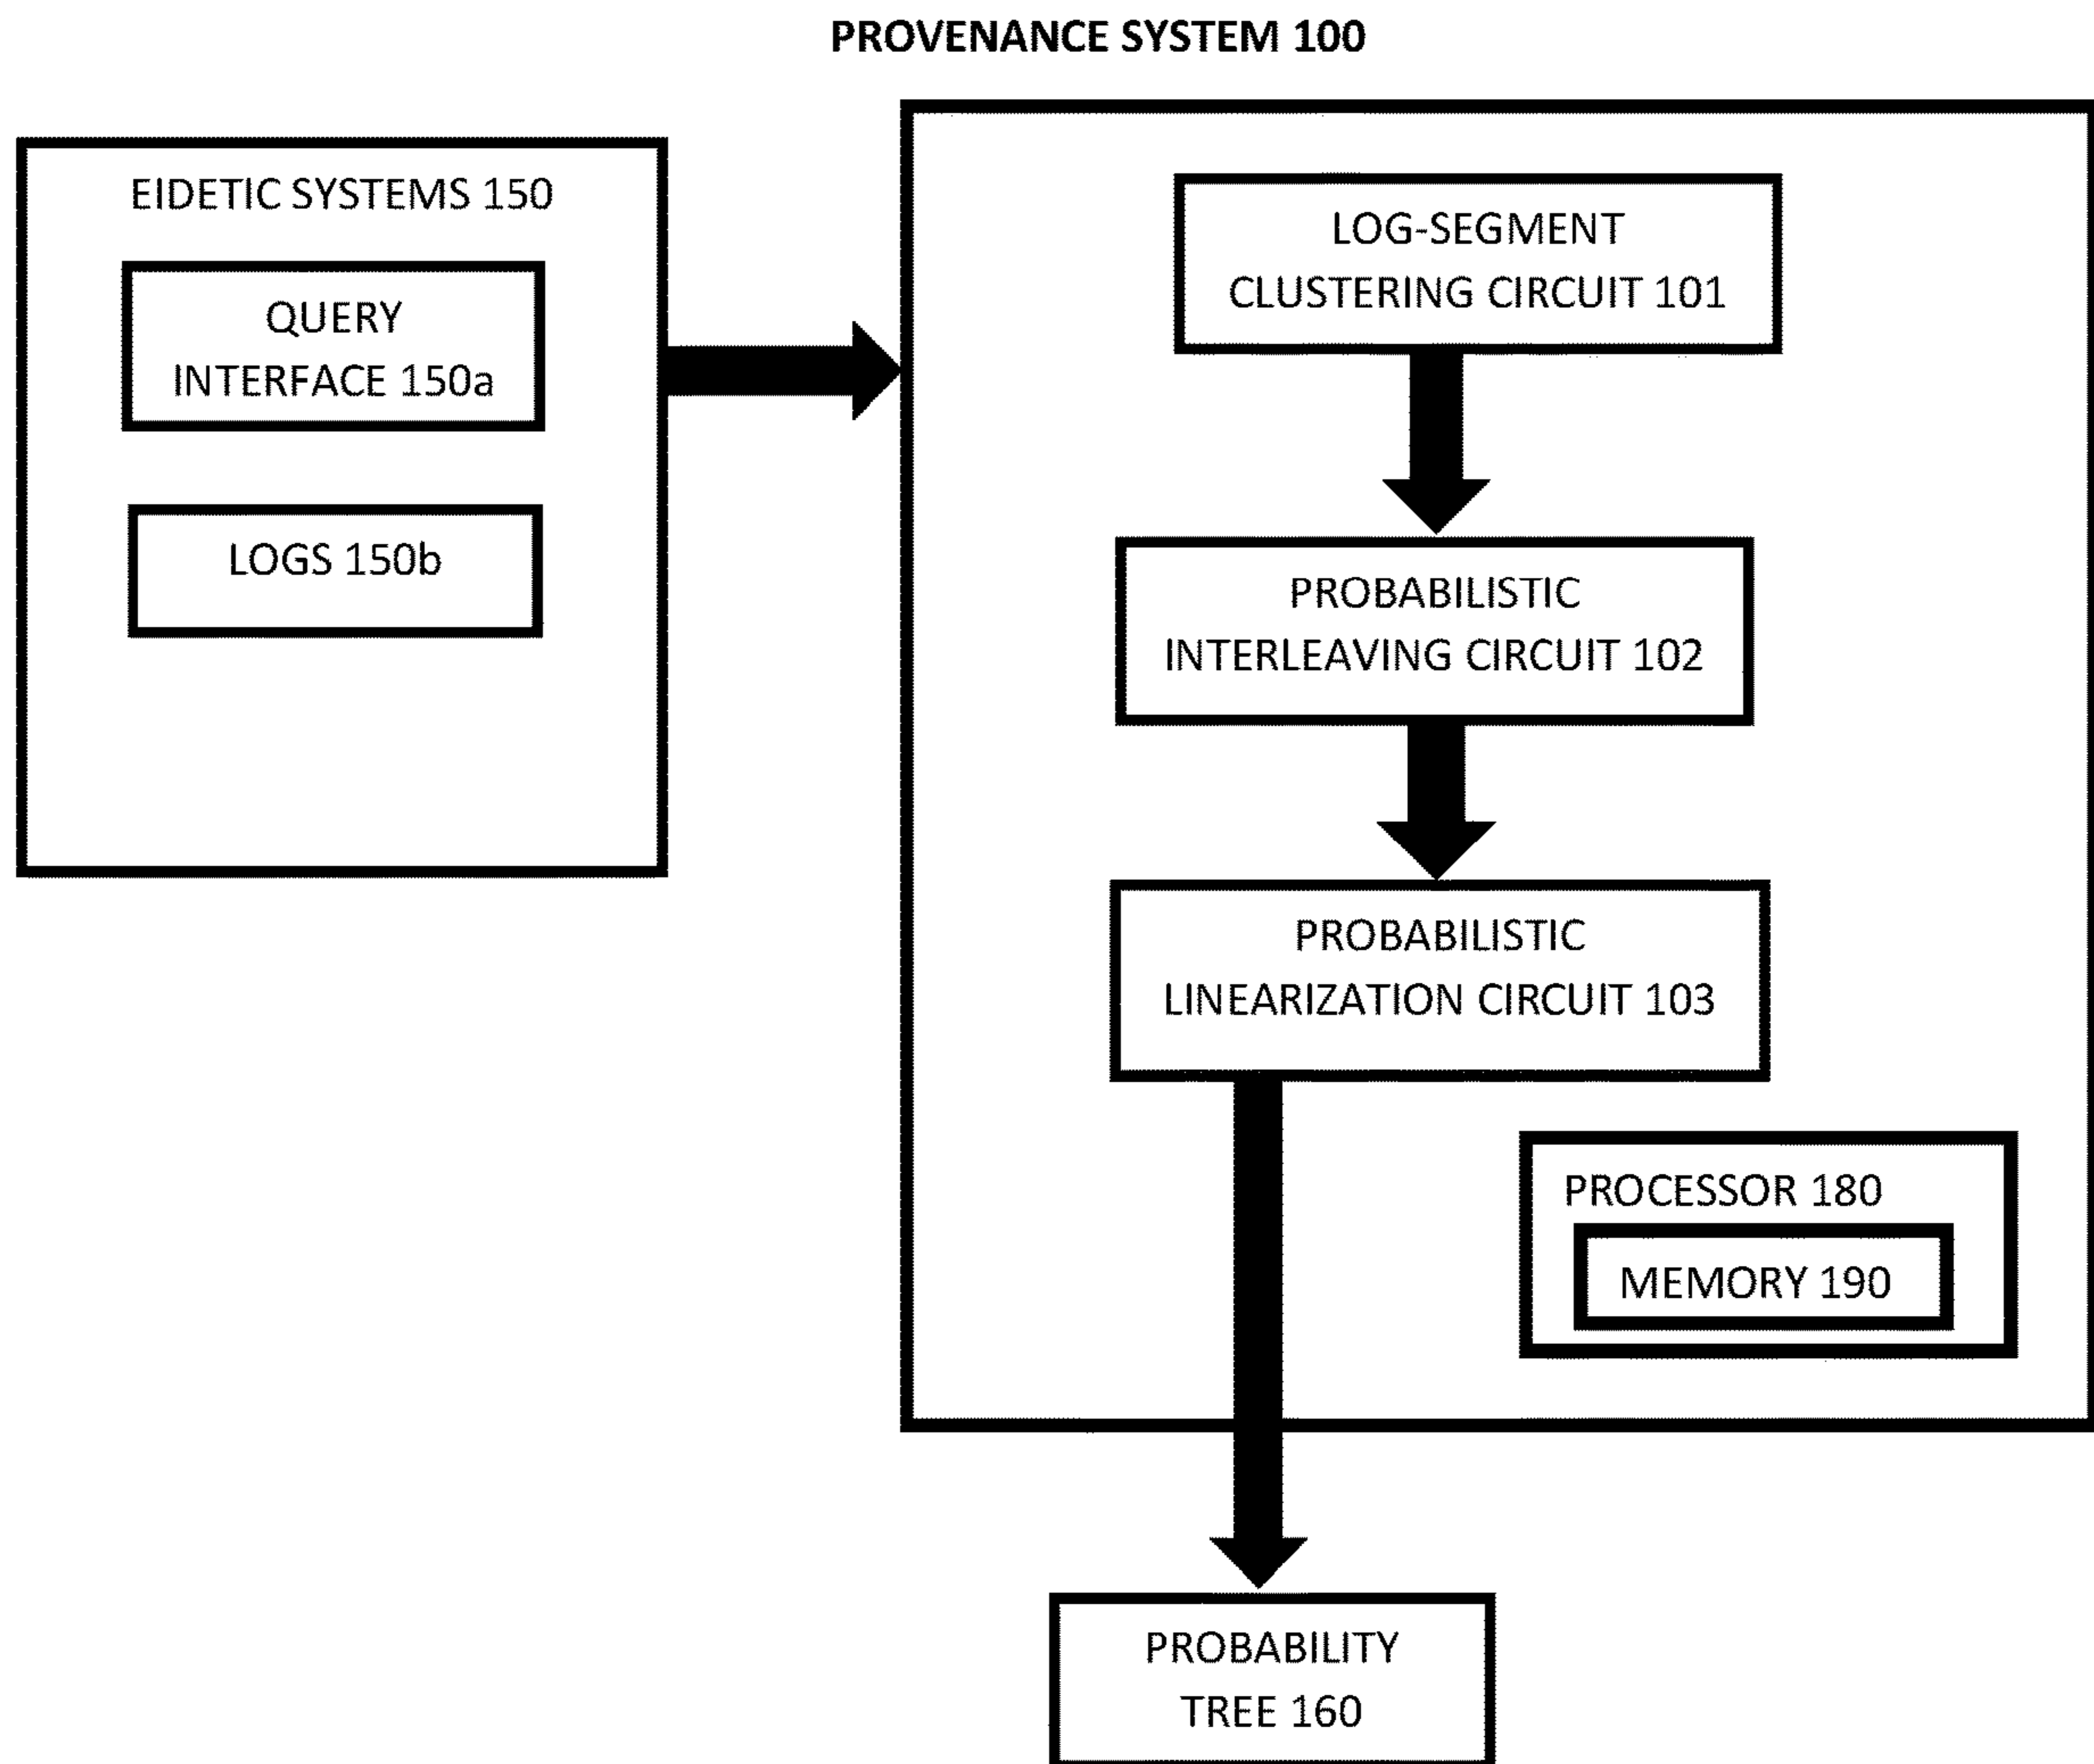 PROVENANCE SYSTEM 100
EIDETIC SYSTEMS 150
QUERY
INTERFACE 150a
LOGS 150b
LOG-SEGMENT
CLUSTERING CIRCUIT 101
PROBABILISTIC
INTERLEAVING CIRCUIT 102
PROBABILISTIC
LINEARIZATION CIRCUIT 103
PROCESSOR 180
MEMORY 190
PROBABILITY
TREE 160